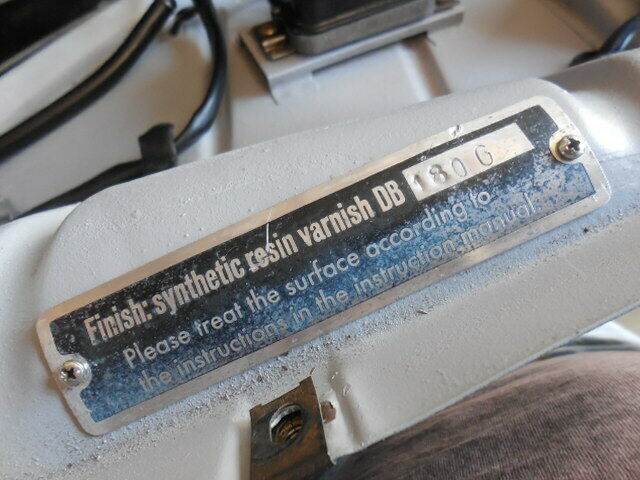 Finish: synthetic resin varnish DB 180 G
Please treat the surface according to
the instructions in the instruction manual.